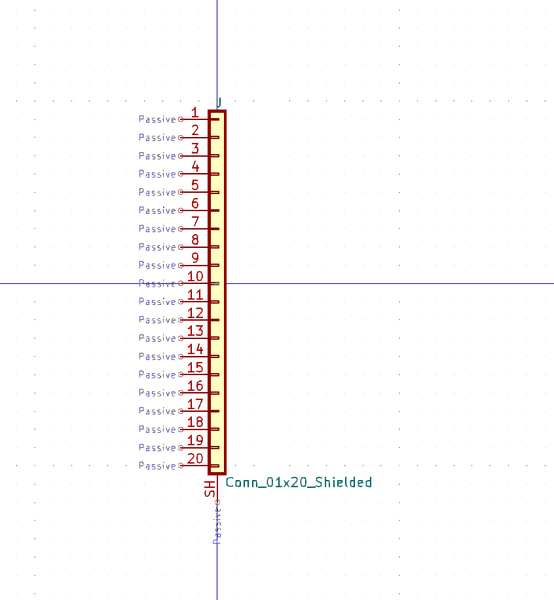 J
Passive 1
Passive 2
Passive 3
Passive 4
Passive 5
Passive 6
Passive 7
Passive 8
Passive 9
Passive 10
Passive 11
Passive 12
Passive 13
Passive 14
Passive 15
Passive 16
Passive 17
Passive 18
Passive 19
Passive 20
Conn_01x20_Shielded
SH
Passive